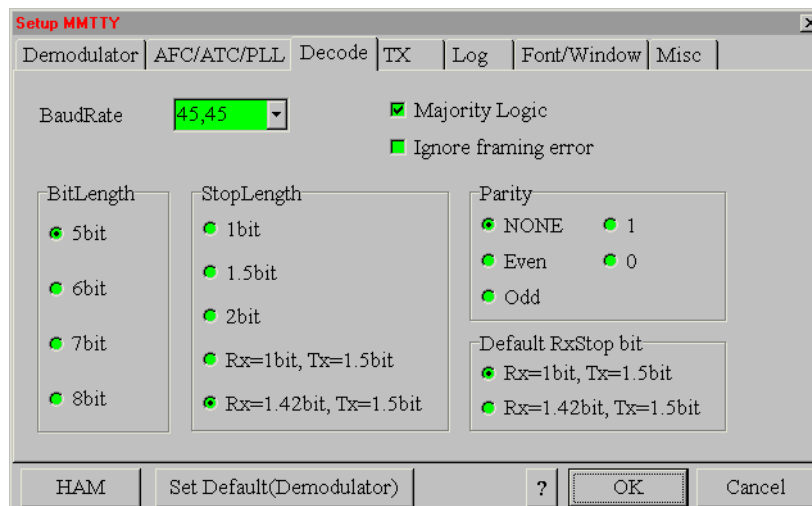 Setup MMTTY
Demodulator AFC/ATC/PLL Decode TX Log Font/Window Misc
BaudRate 45,45
Majority Logic
Ignore framing error
BitLength
5bit
6bit
7bit
8bit
StopLength
1bit
1.5bit
2bit
Rx=1bit, Tx=1.5bit
Rx=1.42bit, Tx=1.5bit
Parity
NONE 1
Even 0
Odd
Default RxStop bit
Rx=1bit, Tx=1.5bit
Rx=1.42bit, Tx=1.5bit
HAM Set Default(Demodulator) ? OK Cancel